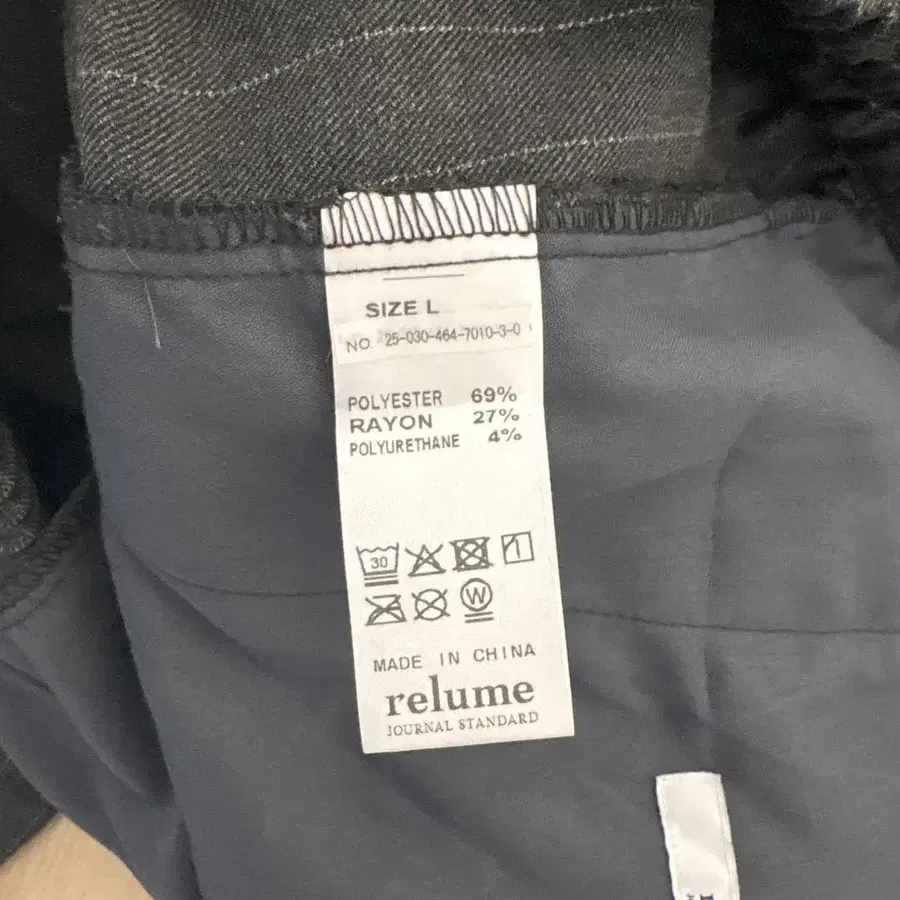 SIZE L
NO. 25-030-464-7010-3-0
POLYESTER 69%
RAYON 27%
POLYURETHANE 4%
30
W
MADE IN CHINA
relume
JOURNAL STANDARD